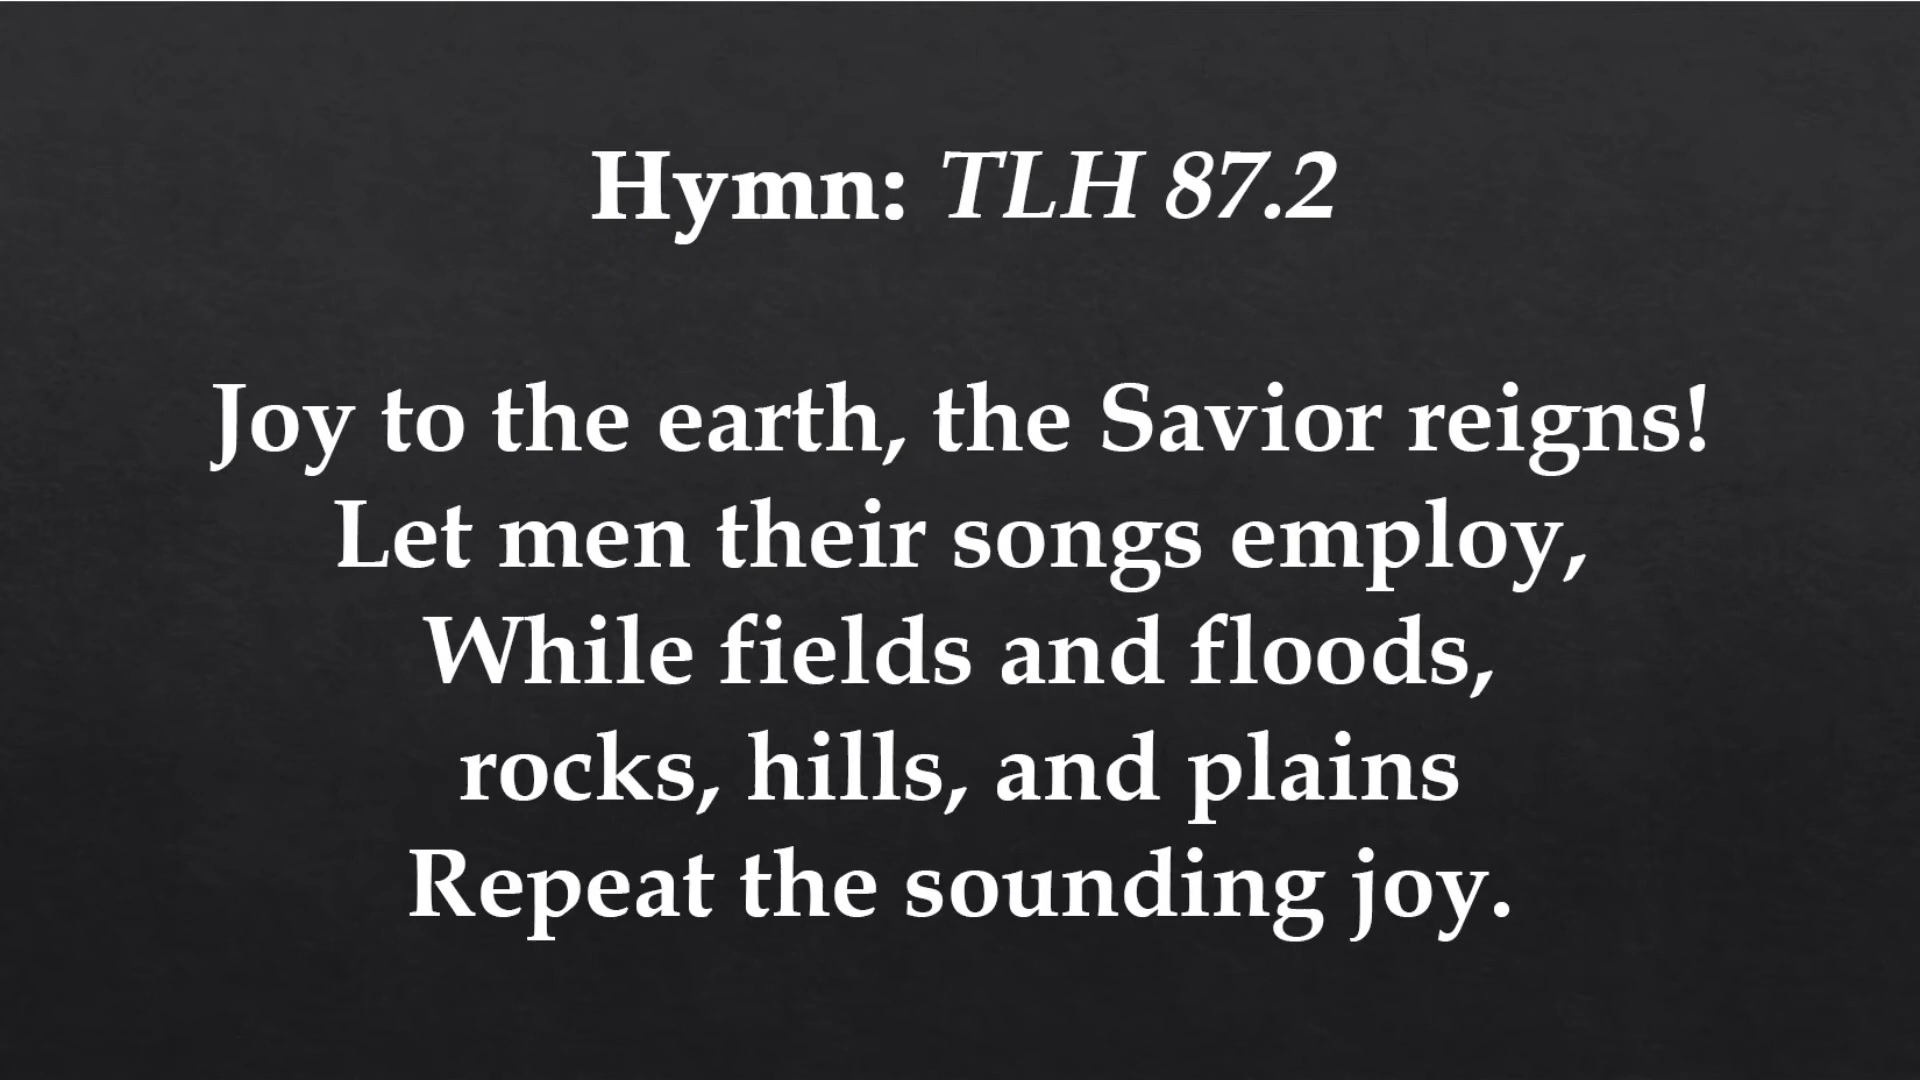 Hymn: TLH 87.2
Joy to the earth, the Savior reigns!
Let men their songs employ,
While fields and floods,
rocks, hills, and plains
Repeat the sounding joy.